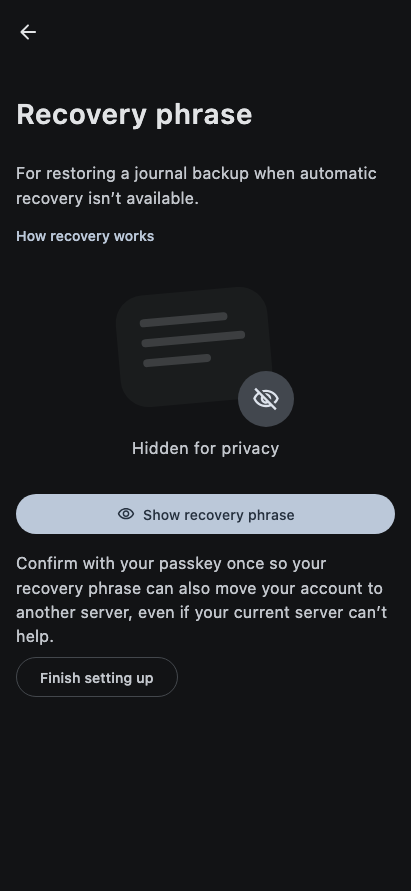 Recovery phrase
For restoring a journal backup when automatic
recovery isn’t available.
How recovery works
Hidden for privacy
Show recovery phrase
Confirm with your passkey once so your
recovery phrase can also move your account to
another server, even if your current server can’t
help.
Finish setting up